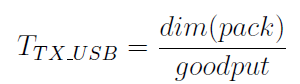 T_{TX\_USB} = \frac{dim(pack)}{goodput}